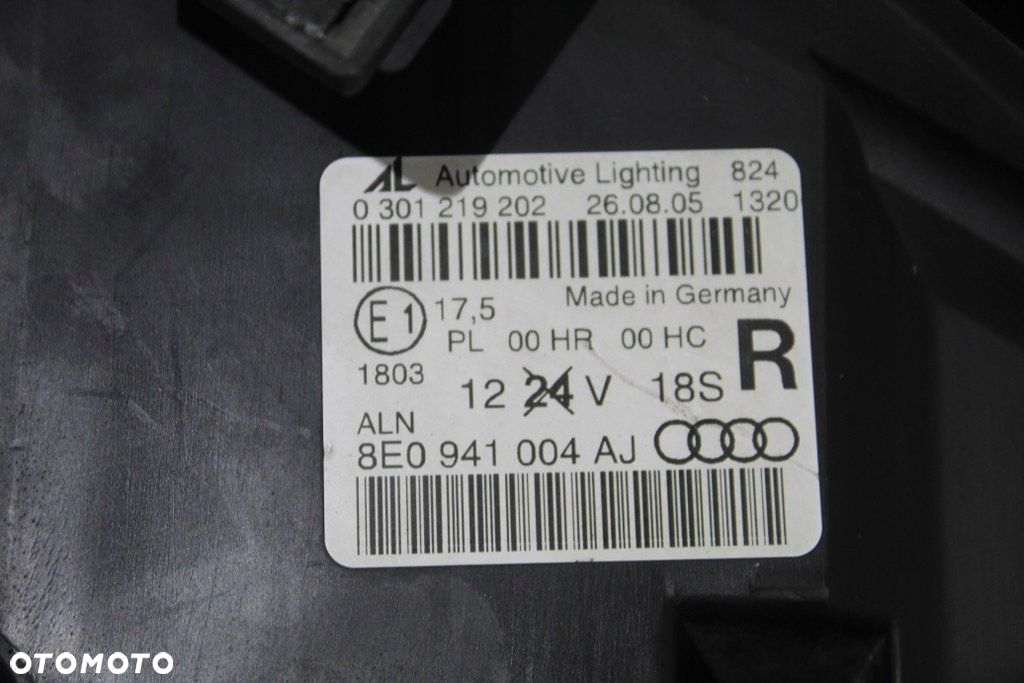 AL Automotive Lighting 824
0 301 219 202 26.08.05 1320
E1 17,5 Made in Germany
PL 00 HR 00 HC R
1803 12 24 V 18S
ALN
8E0 941 004 AJ
OTOMOTO